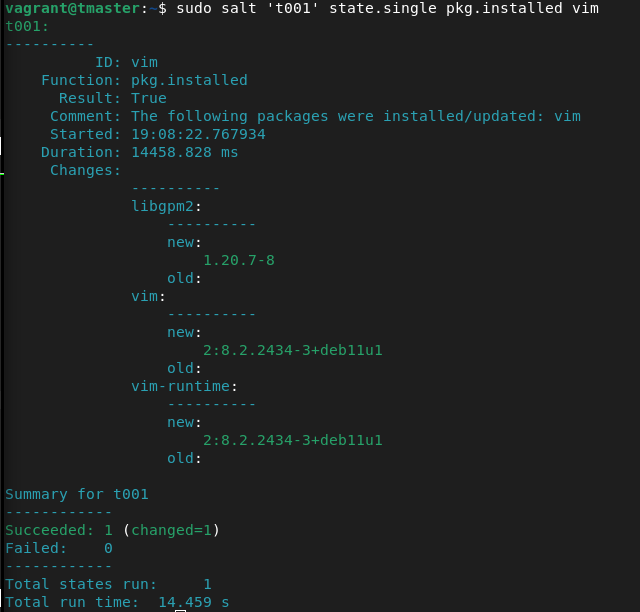 vagrant@tmaster:~$ sudo salt 't001' state.single pkg.installed vim
t001:
----------
          ID: vim
    Function: pkg.installed
      Result: True
     Comment: The following packages were installed/updated: vim
     Started: 19:08:22.767934
    Duration: 14458.828 ms
     Changes:
              ----------
              libgpm2:
                  ----------
                  new:
                      1.20.7-8
                  old:
              vim:
                  ----------
                  new:
                      2:8.2.2434-3+deb11u1
                  old:
              vim-runtime:
                  ----------
                  new:
                      2:8.2.2434-3+deb11u1
                  old:

Summary for t001
------------
Succeeded: 1 (changed=1)
Failed:    0
------------
Total states run:     1
Total run time:  14.459 s